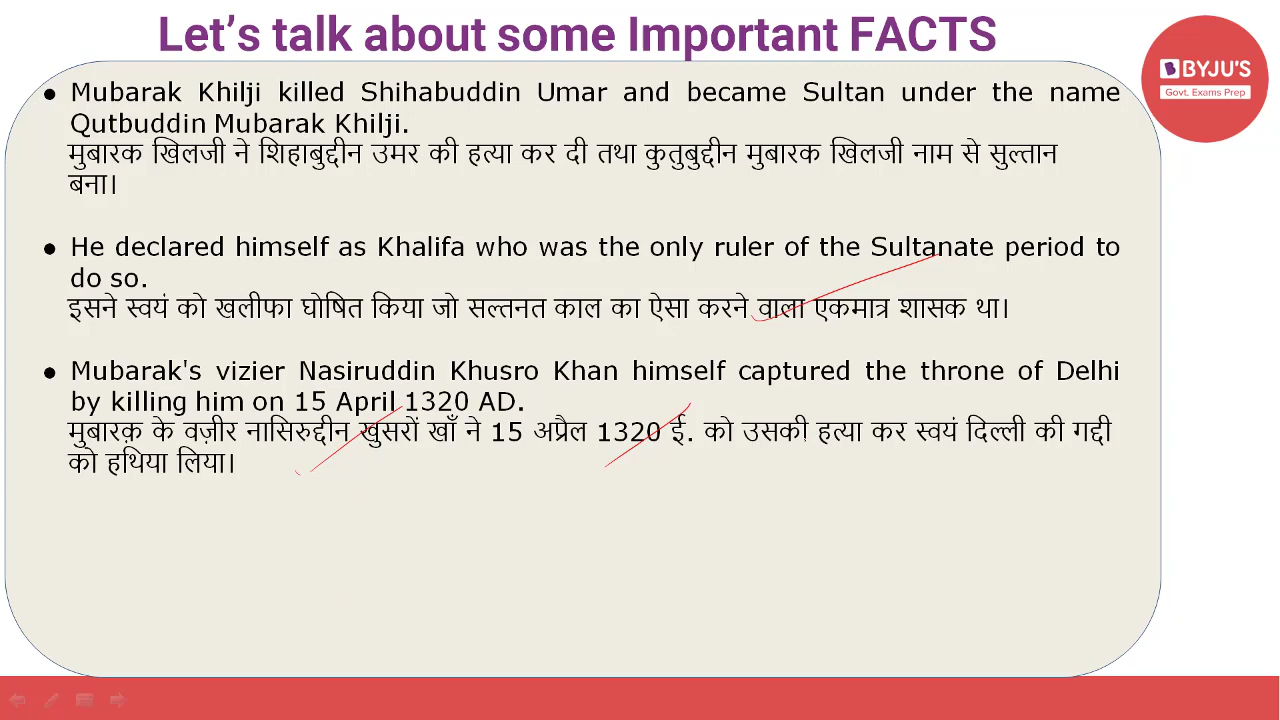 Let's talk about some Important FACTS
BYJU'S
Govt. Exams Prep
● Mubarak Khilji killed Shihabuddin Umar and became Sultan under the name
Qutbuddin Mubarak Khilji.
मुबारक खिलजी ने शिहाबुद्दीन उमर की हत्या कर दी तथा कुतुबुद्दीन मुबारक खिलजी नाम से सुल्तान
बना।
● He declared himself as Khalifa who was the only ruler of the Sultanate period to
do so.
इसने स्वयं को खलीफा घोषित किया जो सल्तनत काल का ऐसा करने वाला एकमात्र शासक था।
● Mubarak's vizier Nasiruddin Khusro Khan himself captured the throne of Delhi
by killing him on 15 April 1320 AD.
मुबारक़ के वज़ीर नासिरुद्दीन खुसरों खाँ ने 15 अप्रैल 1320 ई. को उसकी हत्या कर स्वयं दिल्ली की गद्दी
को हथिया लिया।